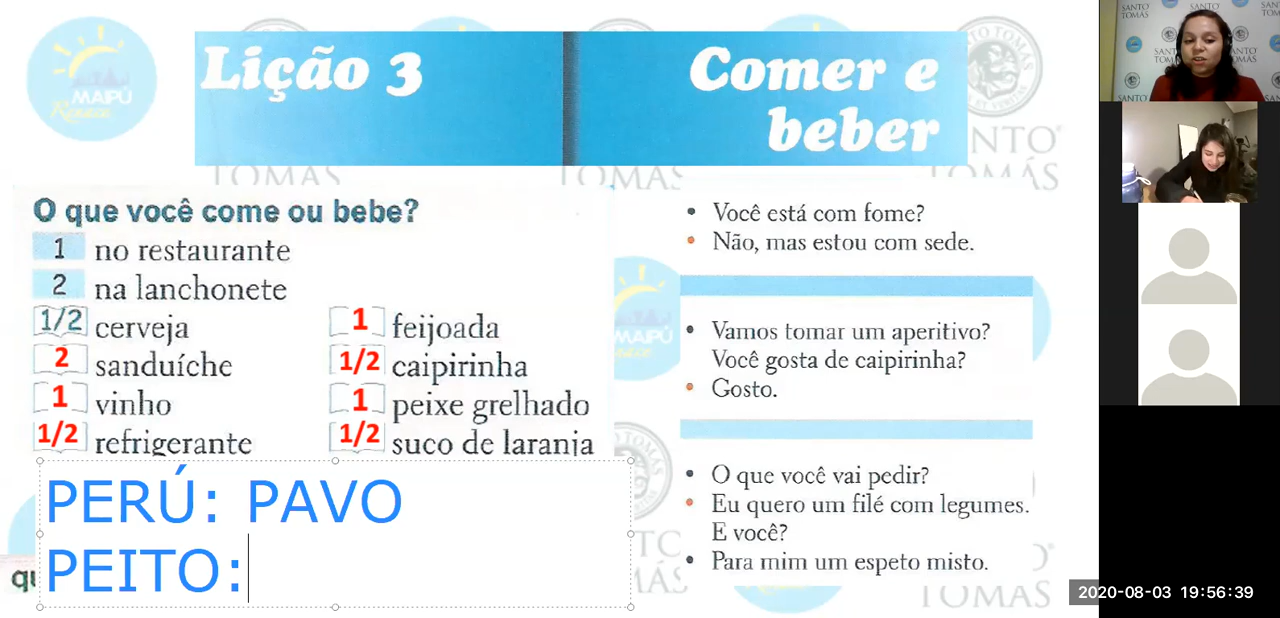 Lição 3
Comer e
beber
MAIPÚ
O que você come ou bebe?
1 no restaurante
2 na lanchonete
1/2 cerveja
2 sanduíche
1 vinho
1/2 refrigerante
1 feijoada
1/2 caipirinha
1 peixe grelhado
1/2 suco de laranja
PERÚ: PAVO
PEITO:
qu
• Você está com fome?
• Não, mas estou com sede.
• Vamos tomar um aperitivo?
Você gosta de caipirinha?
• Gosto.
• O que você vai pedir?
• Eu quero um filé com legumes.
E você?
• Para mim um espeto misto.
SANTO
TOMÁS
2020-08-03 19:56:39